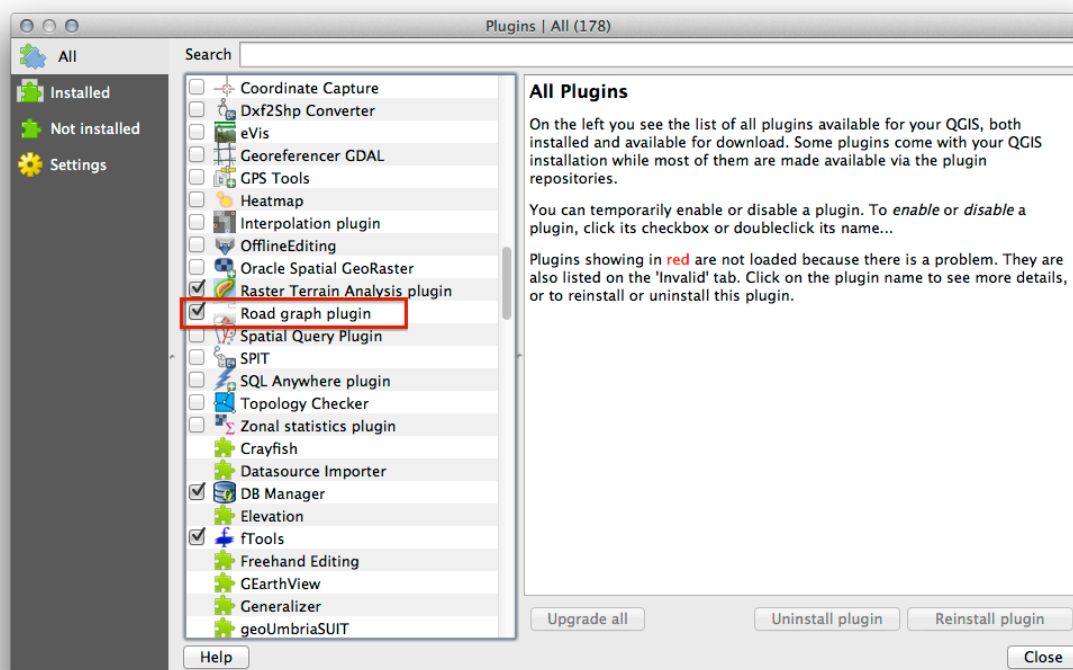 Plugins | All (178)
All
Installed
Not installed
Settings
Search
Coordinate Capture
Dxf2Shp Converter
eVis
Georeferencer GDAL
GPS Tools
Heatmap
Interpolation plugin
OfflineEditing
Oracle Spatial GeoRaster
Raster Terrain Analysis plugin
Road graph plugin
Spatial Query Plugin
SPIT
SQL Anywhere plugin
Topology Checker
Zonal statistics plugin
Crayfish
Datasource Importer
DB Manager
Elevation
fTools
Freehand Editing
GEarthView
Generalizer
geoUmbriaSUIT
All Plugins
On the left you see the list of all plugins available for your QGIS, both
installed and available for download. Some plugins come with your QGIS
installation while most of them are made available via the plugin
repositories.
You can temporarily enable or disable a plugin. To enable or disable a
plugin, click its checkbox or doubleclick its name...
Plugins showing in red are not loaded because there is a problem. They are
also listed on the 'Invalid' tab. Click on the plugin name to see more details,
or to reinstall or uninstall this plugin.
Upgrade all
Uninstall plugin
Reinstall plugin
Help
Close